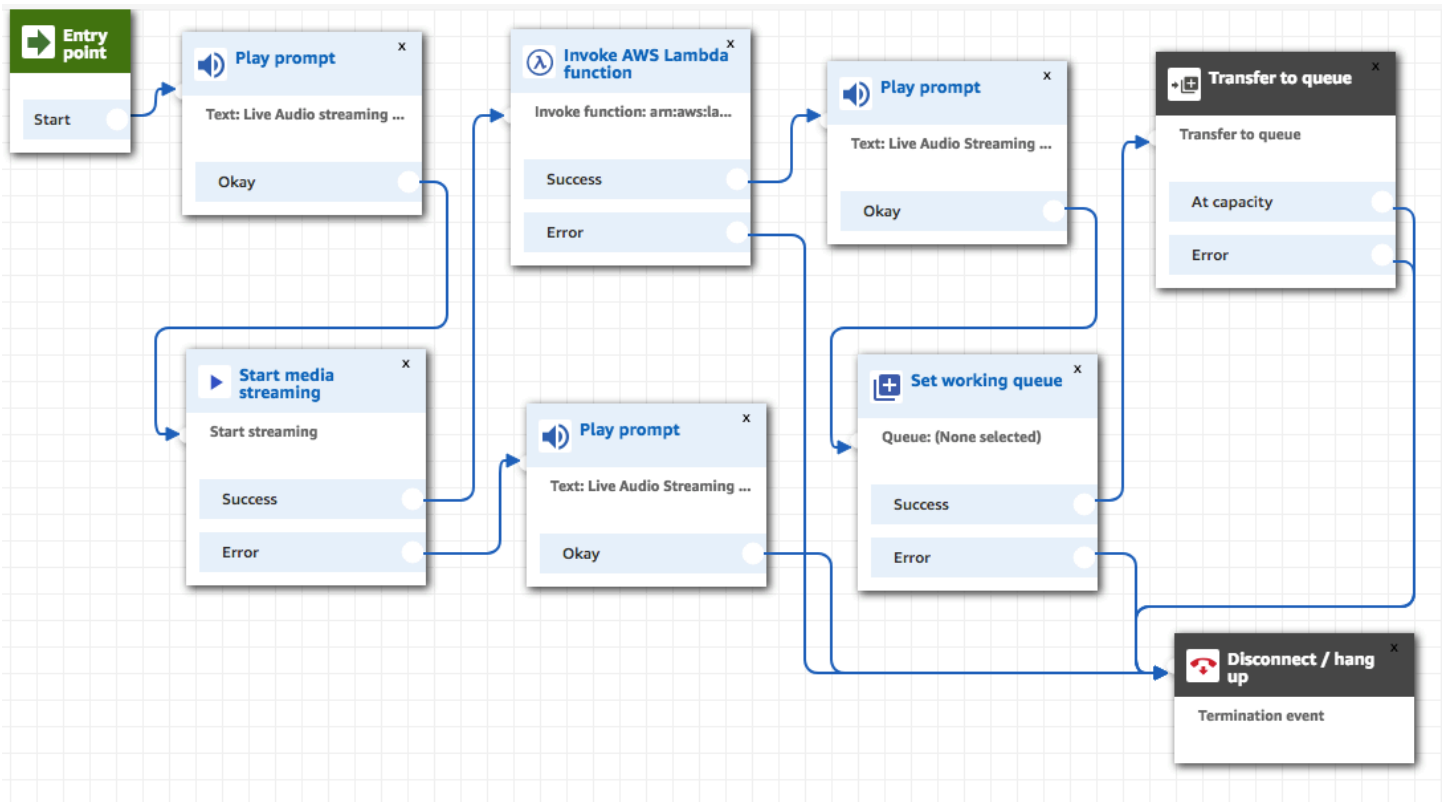 Entry
point
Start
Play prompt
x
Text: Live Audio streaming ...
Okay
Invoke AWS Lambda
function
x
Invoke function: arn:aws:la...
Success
Error
Play prompt
x
Text: Live Audio Streaming ...
Okay
Transfer to queue
x
Transfer to queue
At capacity
Error
Start media
streaming
x
Start streaming
Success
Error
Play prompt
x
Text: Live Audio Streaming ...
Okay
Set working queue
x
Queue: (None selected)
Success
Error
Disconnect / hang
up
x
Termination event